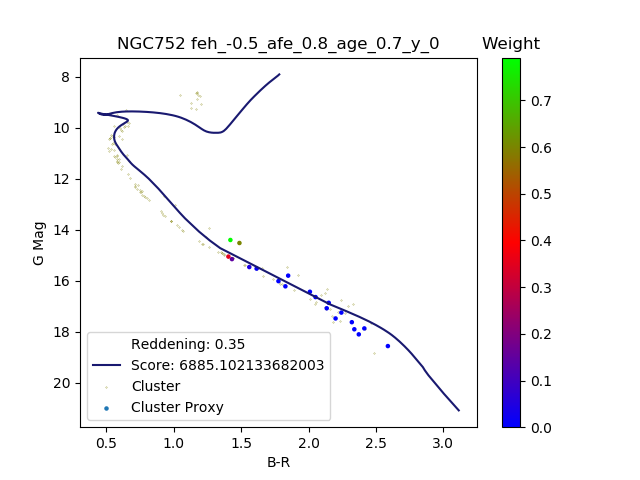 NGC752 feh_-0.5_afe_0.8_age_0.7_y_0
Weight
8
10
12
14
16
18
20
G Mag
0.5
1.0
1.5
2.0
2.5
3.0
B-R
Reddening: 0.35
Score: 6885.102133682003
Cluster
Cluster Proxy
0.7
0.6
0.5
0.4
0.3
0.2
0.1
0.0